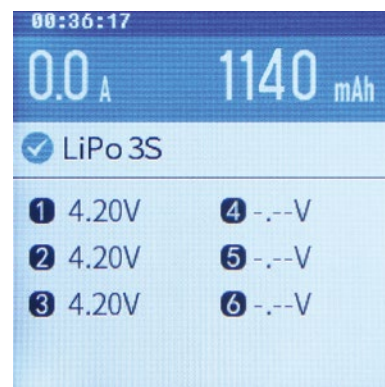 00:36:17
0.0 A 1140 mAh
LiPo 3S
1 4.20V 4 -.--V
2 4.20V 5 -.--V
3 4.20V 6 -.--V